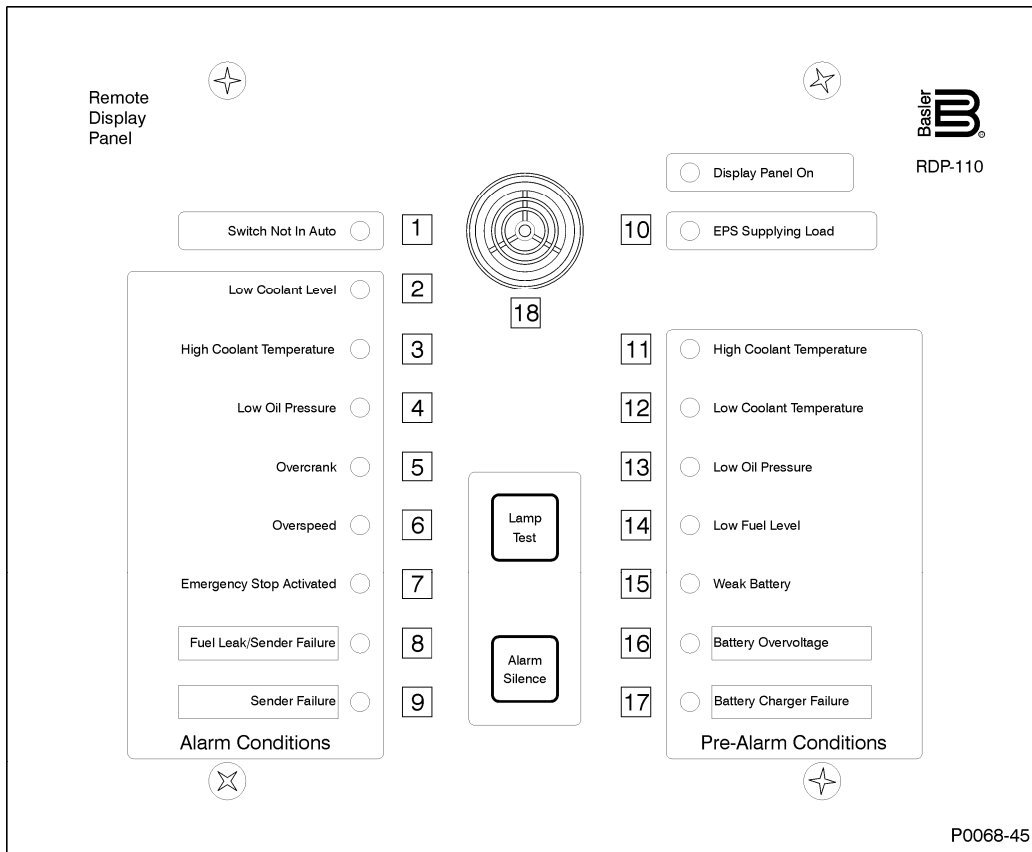 Remote
Display
Panel
Basler
B
®
RDP-110
Display Panel On
Switch Not In Auto
1
10
EPS Supplying Load
Low Coolant Level
2
18
High Coolant Temperature
3
11
High Coolant Temperature
Low Oil Pressure
4
12
Low Coolant Temperature
Overcrank
5
13
Low Oil Pressure
Overspeed
6
Lamp
Test
14
Low Fuel Level
Emergency Stop Activated
7
15
Weak Battery
Fuel Leak/Sender Failure
8
Alarm
Silence
16
Battery Overvoltage
Sender Failure
9
17
Battery Charger Failure
Alarm Conditions
Pre-Alarm Conditions
P0068-45